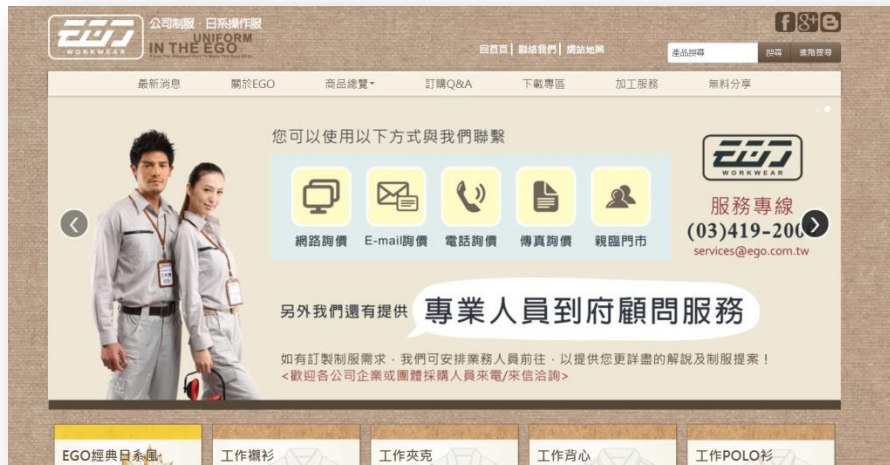 EGO
WORKWEAR
公司制服．日系操作服
UNIFORM
IN THE EGO
回首頁 聯絡我們 網站地圖
產品搜尋 搜尋 進階搜尋
最新消息 關於EGO 商品總覽 訂購Q&A 下載專區 加工服務 無料分享
您可以使用以下方式與我們聯繫
網路詢價 E-mail詢價 電話詢價 傳真詢價 親臨門市
EGO
WORKWEAR
服務專線
(03)419-200
services@ego.com.tw
另外我們還有提供 專業人員到府顧問服務
如有訂製制服需求，我們可安排業務人員前往，以提供您更詳盡的解說及制服提案！
<歡迎各公司企業或團體採購人員來電/來信洽詢>
EGO經典日系風 工作襯衫 工作夾克 工作背心 工作POLO衫